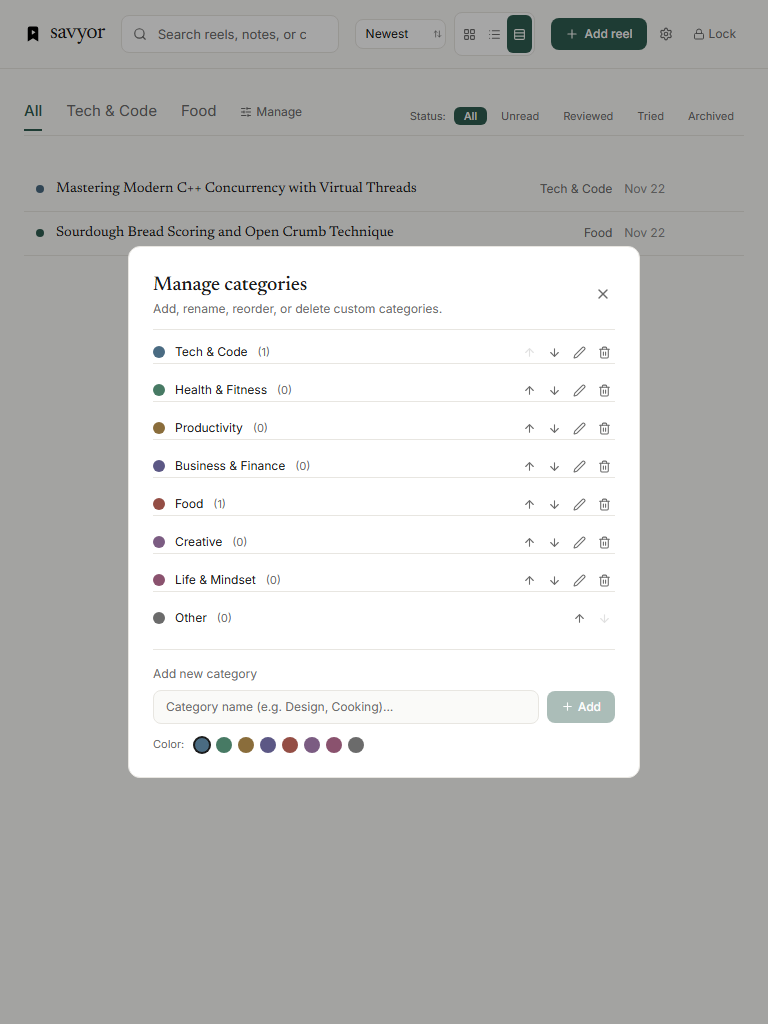 savyor
Search reels, notes, or c
Newest
Add reel
Lock
All Tech & Code Food Manage
Status: All Unread Reviewed Tried Archived
Mastering Modern C++ Concurrency with Virtual Threads Tech & Code Nov 22
Sourdough Bread Scoring and Open Crumb Technique Food Nov 22
Manage categories
Add, rename, reorder, or delete custom categories.
Tech & Code (1)
Health & Fitness (0)
Productivity (0)
Business & Finance (0)
Food (1)
Creative (0)
Life & Mindset (0)
Other (0)
Add new category
Category name (e.g. Design, Cooking)...
Add
Color: